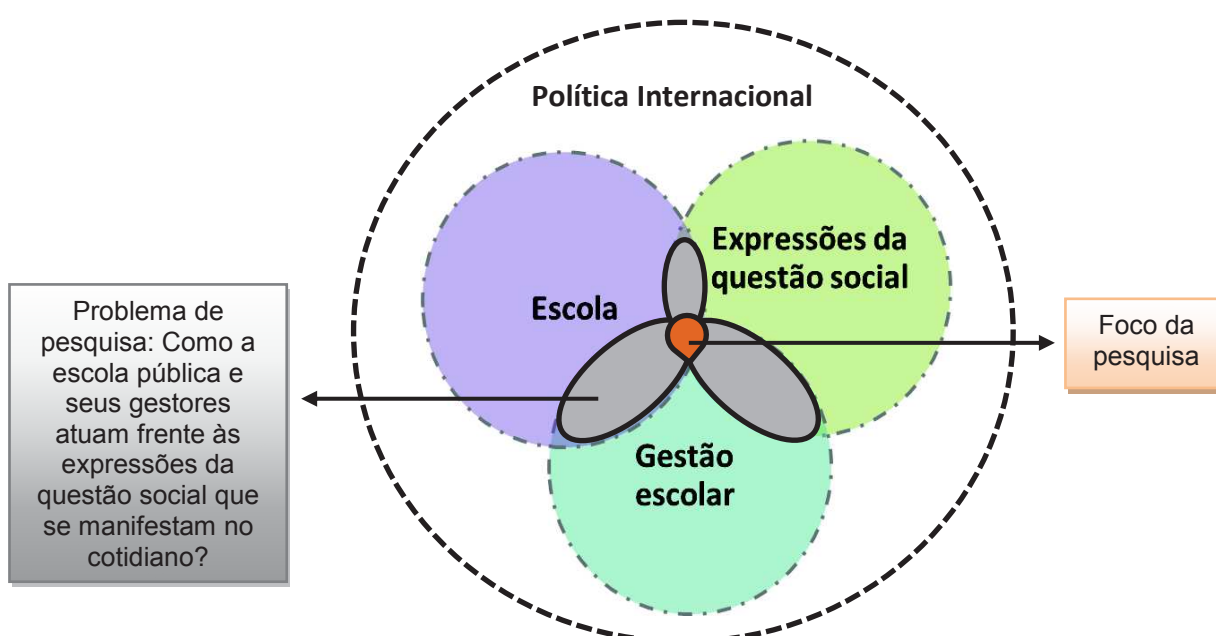 Política Internacional
Expressões da
questão social
Escola
Gestão
escolar
Problema de
pesquisa: Como a
escola pública e
seus gestores
atuam frente às
expressões da
questão social que
se manifestam no
cotidiano?
Foco da
pesquisa